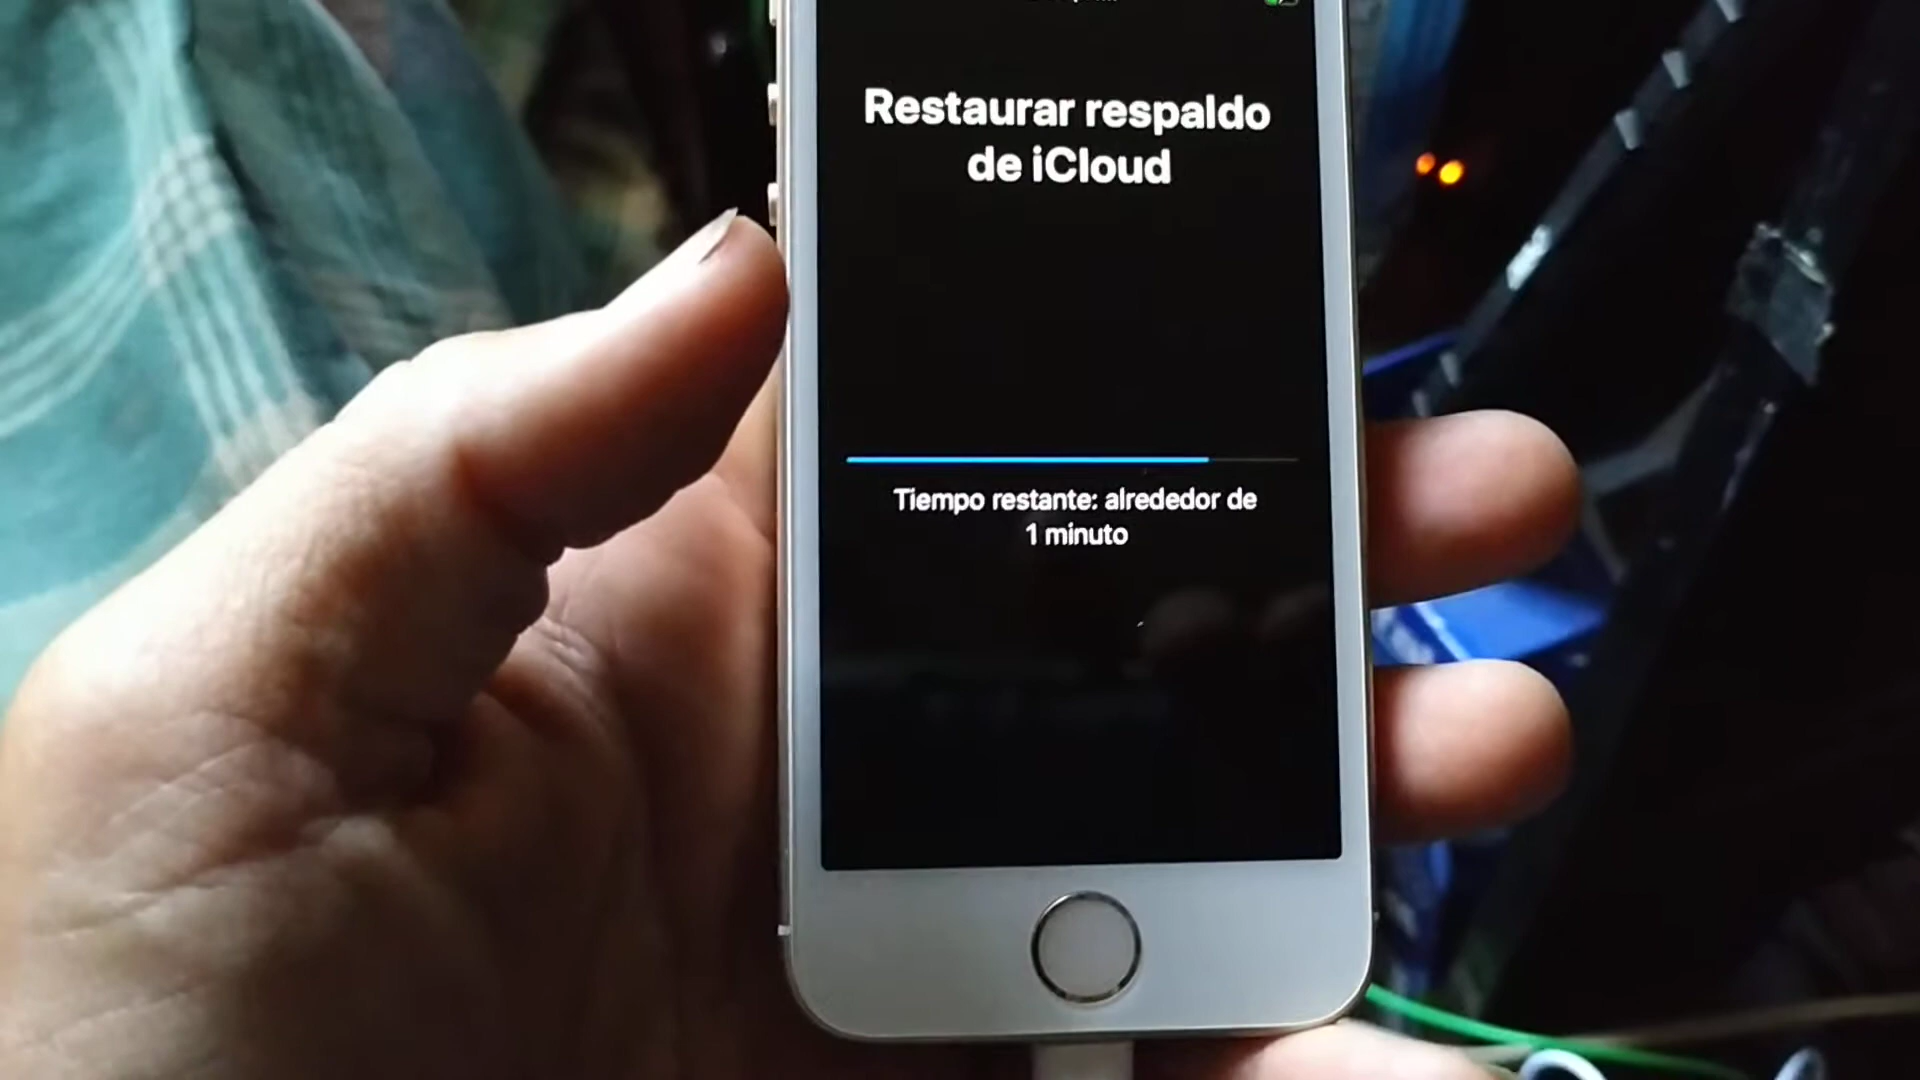 Restaurar respaldo
de iCloud
Tiempo restante: alrededor de
1 minuto